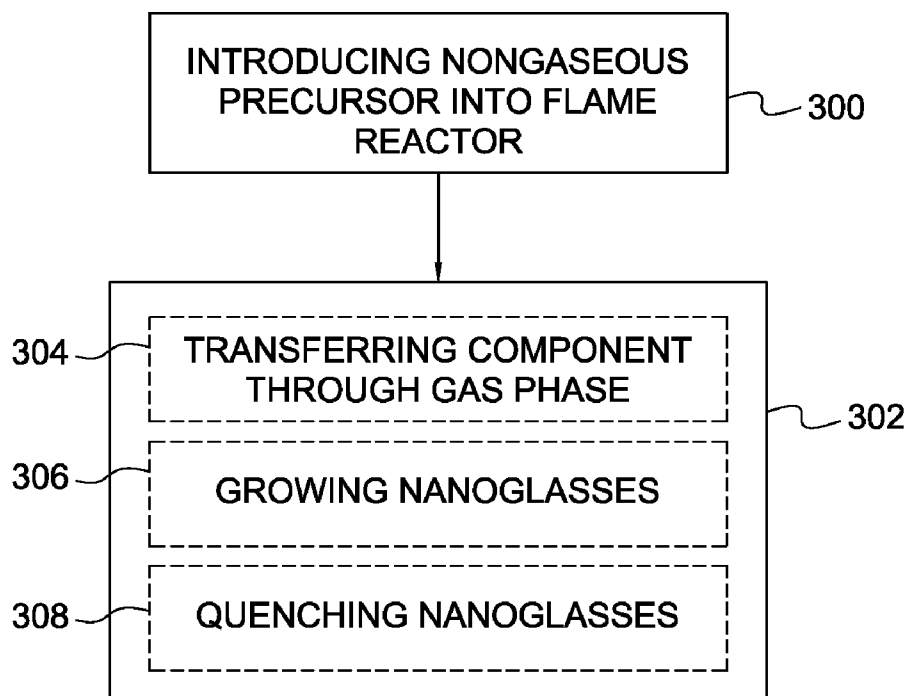 INTRODUCING NONGASEOUS
PRECURSOR INTO FLAME
REACTOR
300
304
TRANSFERRING COMPONENT
THROUGH GAS PHASE
302
306
GROWING NANOGLASSES
308
QUENCHING NANOGLASSES